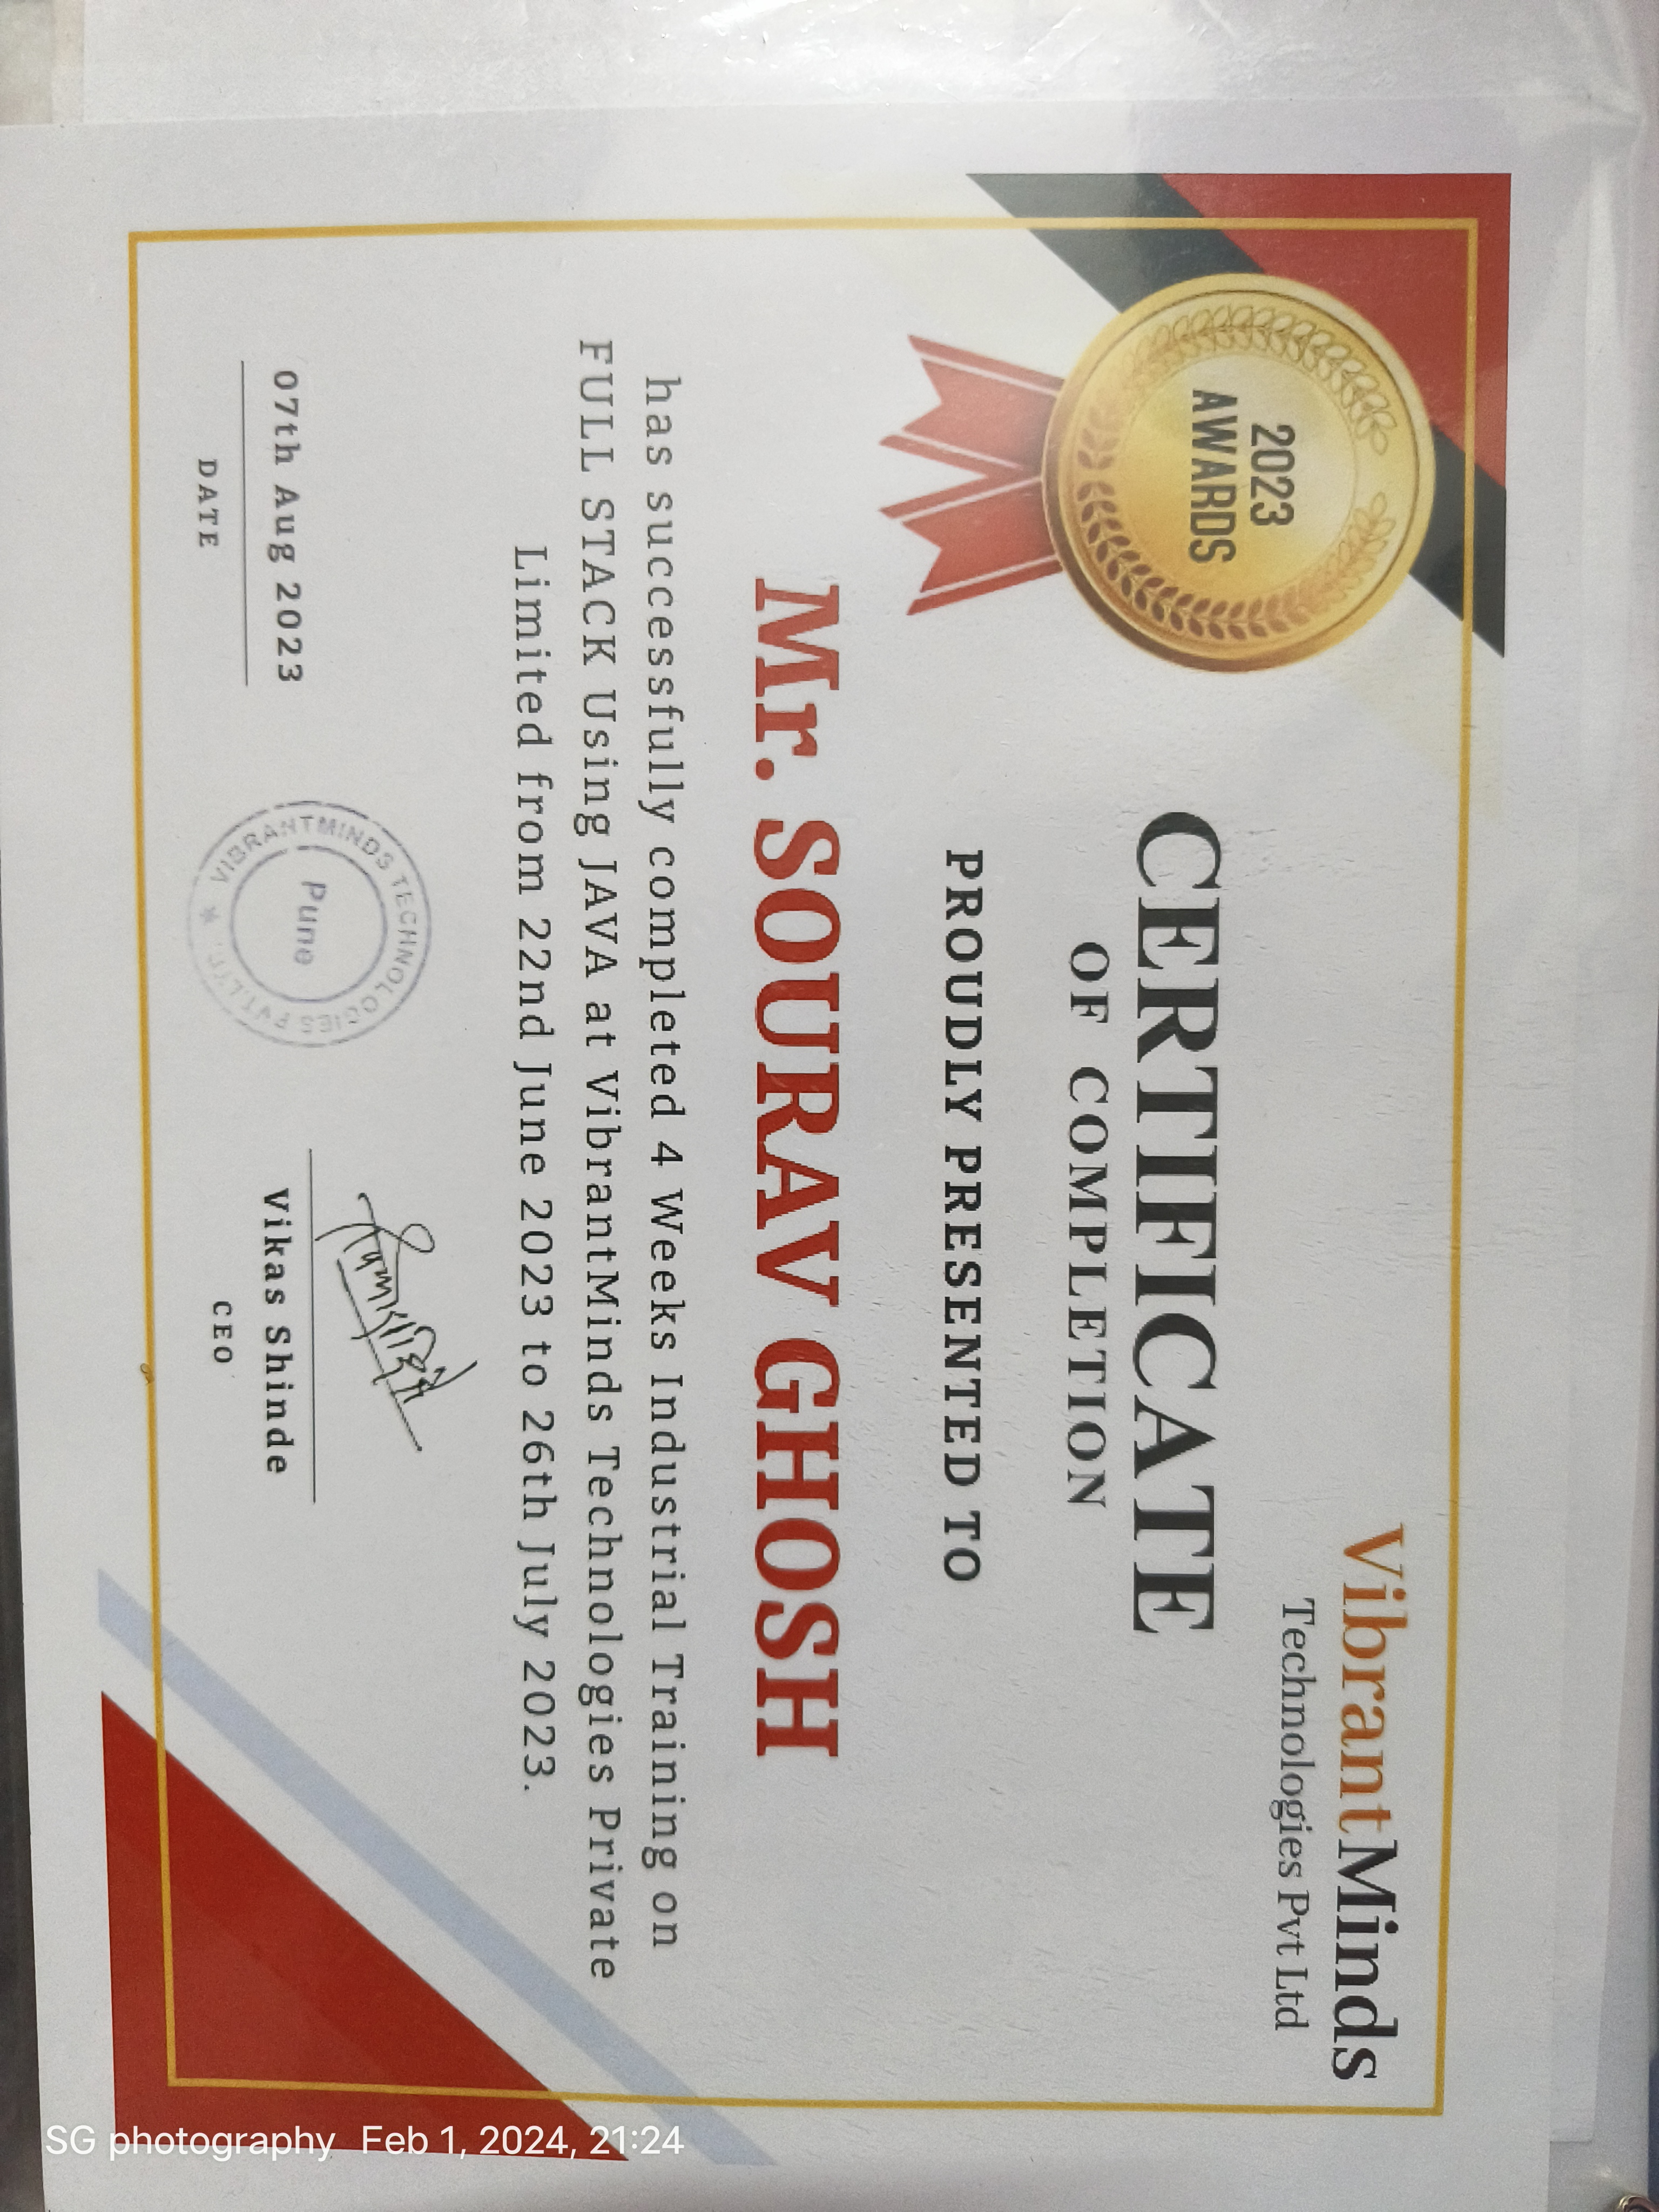 2023
AWARDS
VibrantMinds
Technologies Pvt Ltd
CERTIFICATE
OF COMPLETION
PROUDLY PRESENTED TO
Mr. SOURAV GHOSH
has successfully completed 4 Weeks Industrial Training on
FULL STACK Using JAVA at VibrantMinds Technologies Private
Limited from 22nd June 2023 to 26th July 2023.
07th Aug 2023
DATE
VIBRANTMINDS TECHNOLOGIES PVT.LTD.
Pune
Vikas Shinde
CEO
SG photography Feb 1, 2024, 21:24